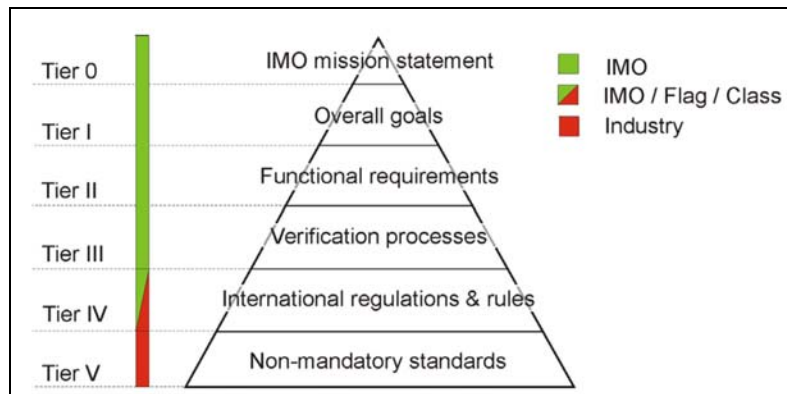 Tier 0
Tier I
Tier II
Tier III
Tier IV
Tier V
IMO mission statement
Overall goals
Functional requirements
Verification processes
International regulations & rules
Non-mandatory standards
IMO
IMO / Flag / Class
Industry